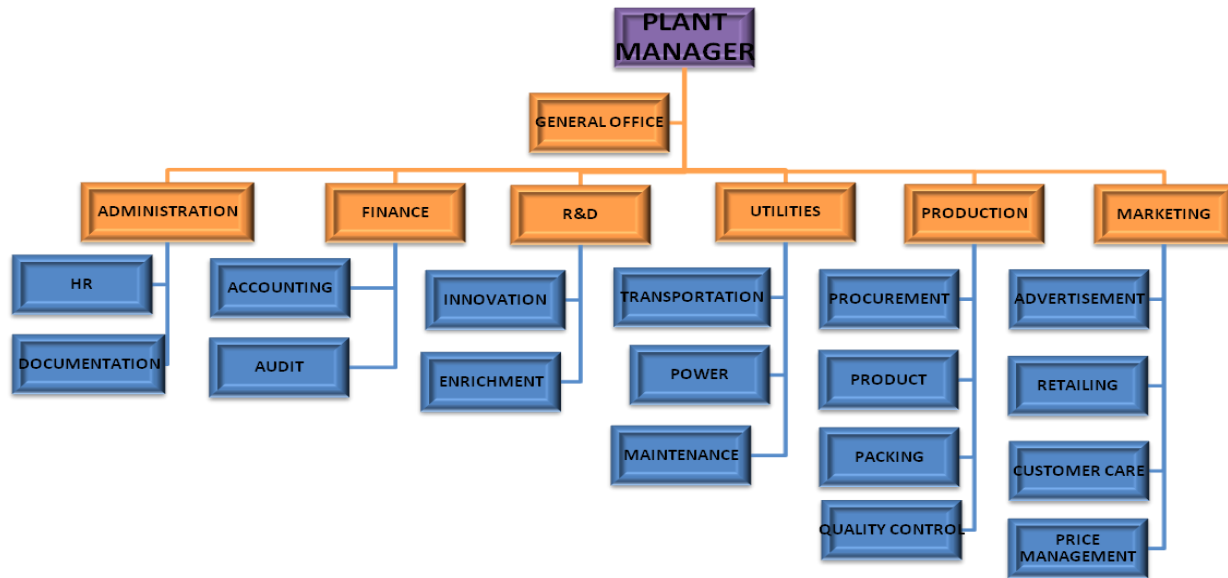 PLANT
MANAGER
GENERAL OFFICE
ADMINISTRATION
FINANCE
R&D
UTILITIES
PRODUCTION
MARKETING
HR
DOCUMENTATION
ACCOUNTING
AUDIT
INNOVATION
ENRICHMENT
TRANSPORTATION
POWER
MAINTENANCE
PROCUREMENT
PRODUCT
PACKING
QUALITY CONTROL
ADVERTISEMENT
RETAILING
CUSTOMER CARE
PRICE
MANAGEMENT